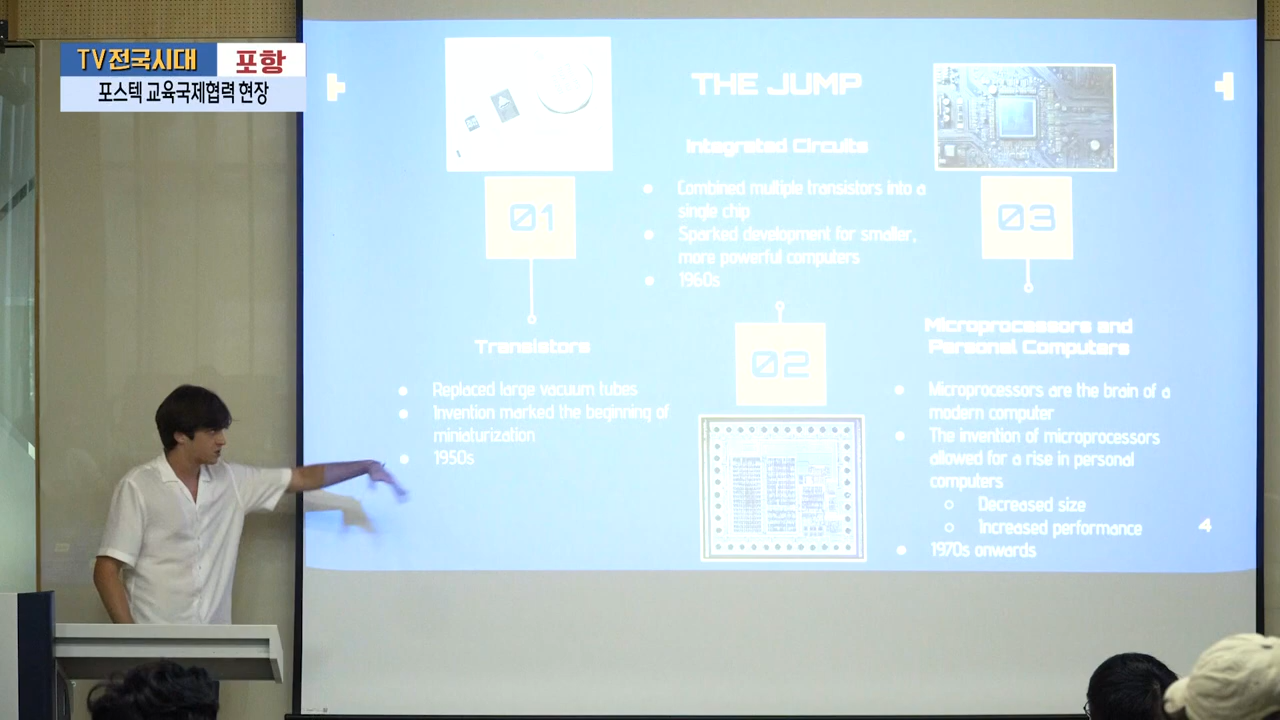 TV전국시대 포항
포스텍 교육국제협력 현장
THE JUMP
Integrated Circuits
Combined multiple transistors into a
single chip
Sparked development for smaller,
more powerful computers
1960s
01
Transistors
Replaced large vacuum tubes
Invention marked the beginning of
miniaturization
1950s
02
03
Microprocessors and
Personal Computers
Microprocessors are the brain of a
modern computer
The invention of microprocessors
allowed for a rise in personal
computers
Decreased size
Increased performance
1970s onwards
4